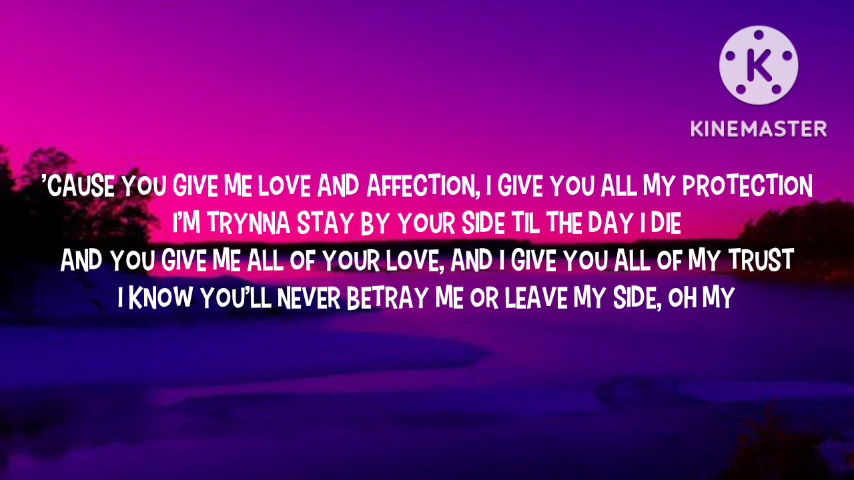 K
KINEMASTER
'CAUSE YOU GIVE ME LOVE AND AFFECTION, I GIVE YOU ALL MY PROTECTION
I'M TRYNNA STAY BY YOUR SIDE TIL THE DAY I DIE
AND YOU GIVE ME ALL OF YOUR LOVE, AND I GIVE YOU ALL OF MY TRUST
I KNOW YOU'LL NEVER BETRAY ME OR LEAVE MY SIDE, OH MY